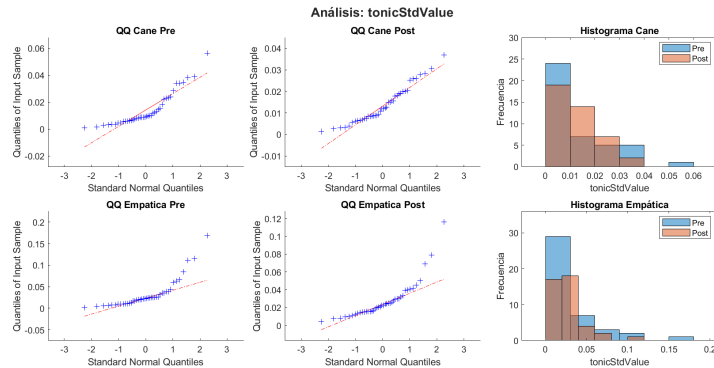 Análisis: tonicStdValue
QQ Cane Pre
Quantiles of Input Sample
0.06
0.04
0.02
0
-0.02
-3 -2 -1 0 1 2 3
Standard Normal Quantiles
QQ Cane Post
Quantiles of Input Sample
0.04
0.03
0.02
0.01
0
-0.01
-3 -2 -1 0 1 2 3
Standard Normal Quantiles
Histograma Cane
Frecuencia
30
25
20
15
10
5
0
0 0.01 0.02 0.03 0.04 0.05 0.06
tonicStdValue
Pre
Post
QQ Empatica Pre
Quantiles of Input Sample
0.2
0.15
0.1
0.05
0
-0.05
-3 -2 -1 0 1 2 3
Standard Normal Quantiles
QQ Empatica Post
Quantiles of Input Sample
0.12
0.1
0.08
0.06
0.04
0.02
0
-3 -2 -1 0 1 2 3
Standard Normal Quantiles
Histograma Empática
Frecuencia
30
20
10
0
0 0.05 0.1 0.15 0.2
tonicStdValue
Pre
Post